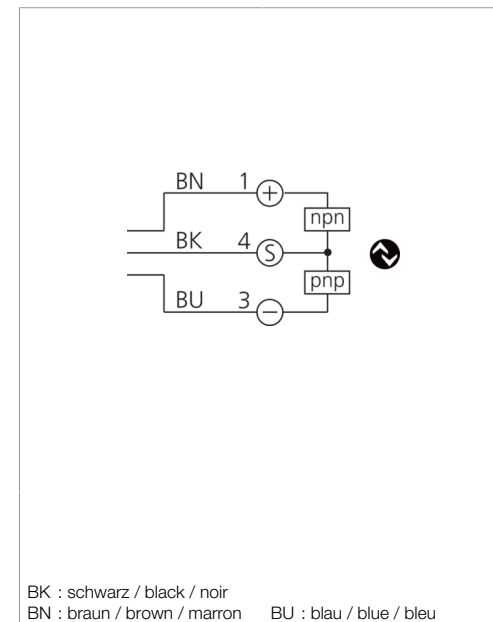 BN 1 +
npn
BK 4 S
pnp
BU 3 −
BK : schwarz / black / noir
BN : braun / brown / marron BU : blau / blue / bleu